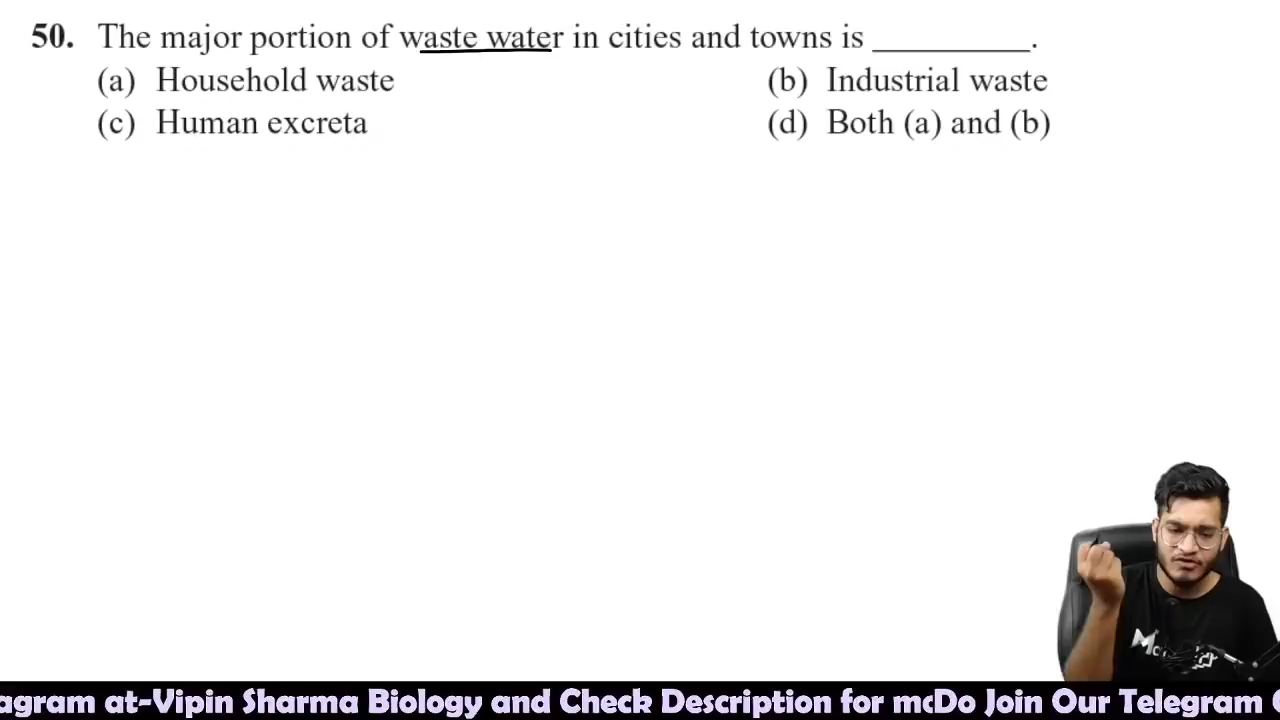 50. The major portion of waste water in cities and towns is __________.
(a) Household waste (b) Industrial waste
(c) Human excreta (d) Both (a) and (b)
agram at-Vipin Sharma Biology and Check Description for mcDo Join Our Telegram